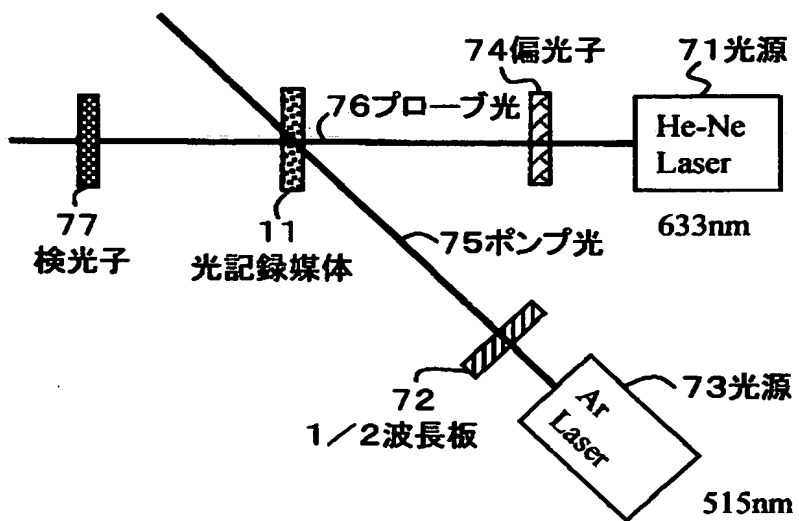 74偏光子
71光源
76プローブ光
He-Ne
Laser
77
検光子
11
光記録媒体
75ポンプ光
633nm
72
1／2波長板
73光源
Ar
Laser
515nm